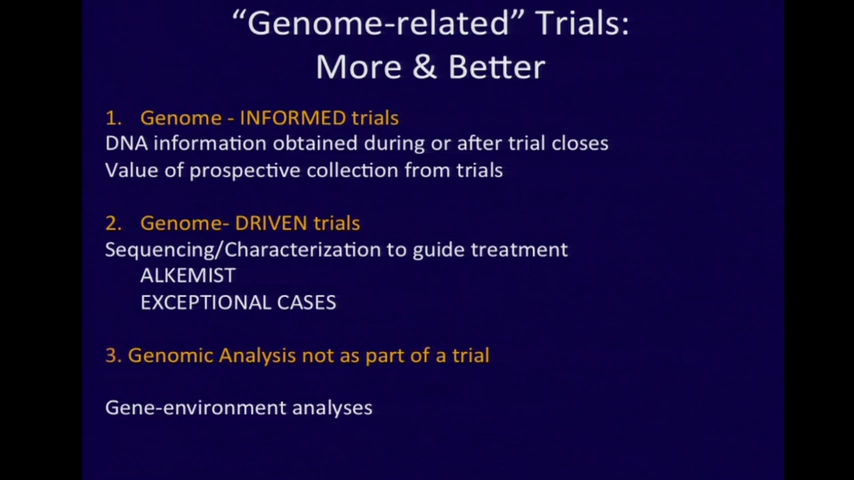 “Genome-related” Trials:
More & Better
1. Genome - INFORMED trials
DNA information obtained during or after trial closes
Value of prospective collection from trials
2. Genome- DRIVEN trials
Sequencing/Characterization to guide treatment
ALKEMIST
EXCEPTIONAL CASES
3. Genomic Analysis not as part of a trial
Gene-environment analyses